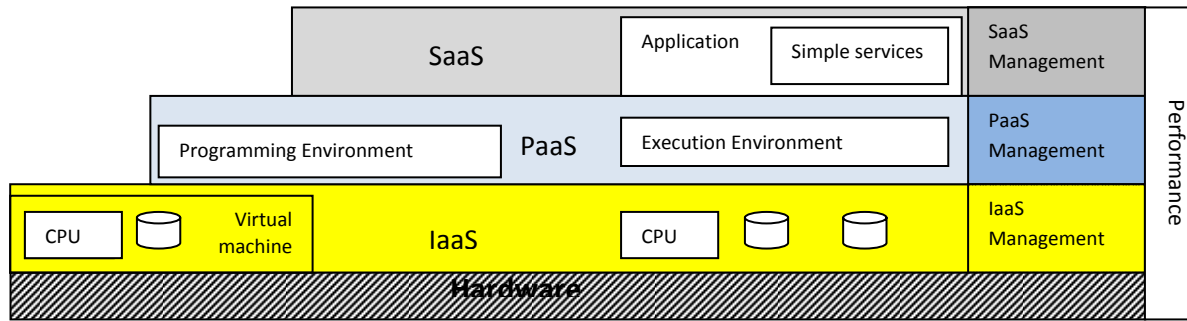 SaaS
Application
Simple services
SaaS
Management
Programming Environment
PaaS
Execution Environment
PaaS
Management
CPU
Virtual
machine
IaaS
CPU
IaaS
Management
Hardware
Performance